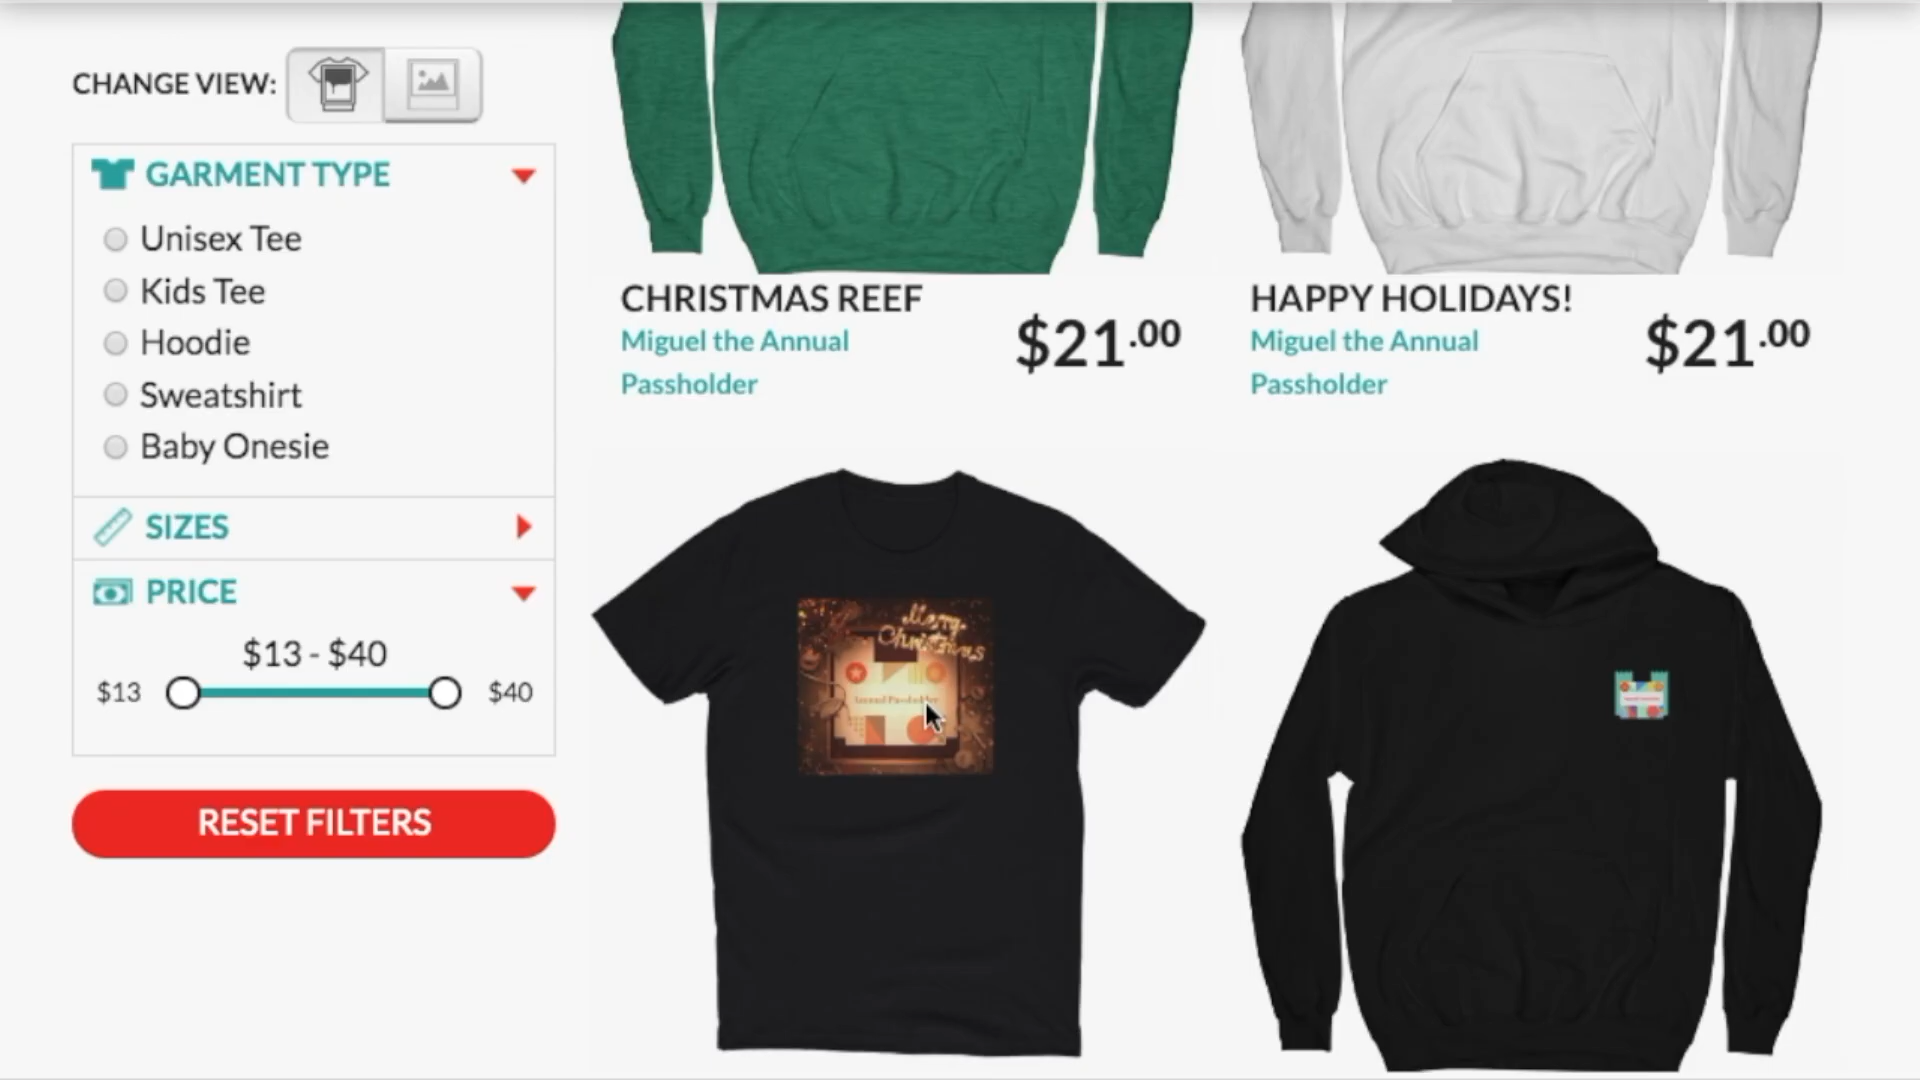 CHANGE VIEW:
GARMENT TYPE
Unisex Tee
Kids Tee
Hoodie
Sweatshirt
Baby Onesie
SIZES
PRICE
$13 - $40
$13
$40
RESET FILTERS
CHRISTMAS REEF
Miguel the Annual
Passholder
$21.00
HAPPY HOLIDAYS!
Miguel the Annual
Passholder
$21.00
Merry
Christmas
Annual Passholder